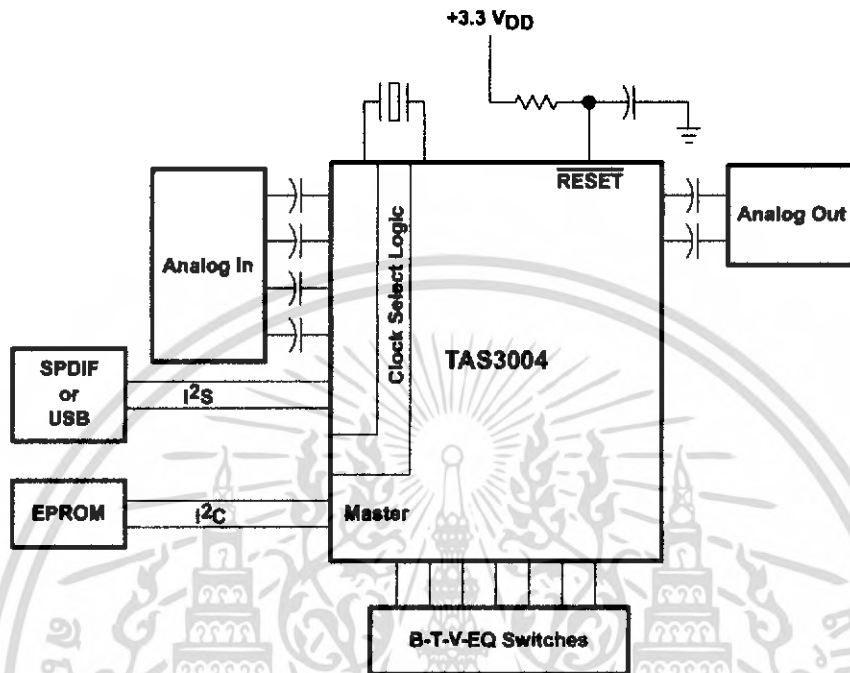 +3.3 VDD
RESET
Analog In
Clock Select Logic
TAS3004
Analog Out
SPDIF
or
USB
I²S
EPROM
I²C
Master
B-T-V-EQ Switches